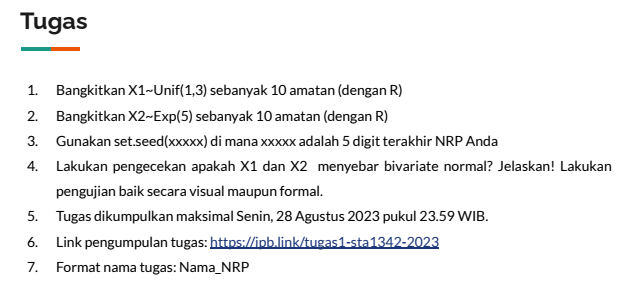 Tugas
1. Bangkitkan X1~Unif(1,3) sebanyak 10 amatan (dengan R)
2. Bangkitkan X2~Exp(5) sebanyak 10 amatan (dengan R)
3. Gunakan set.seed(xxxxx) di mana xxxxx adalah 5 digit terakhir NRP Anda
4. Lakukan pengecekan apakah X1 dan X2 menyebar bivariate normal? Jelaskan! Lakukan
pengujian baik secara visual maupun formal.
5. Tugas dikumpulkan maksimal Senin, 28 Agustus 2023 pukul 23.59 WIB.
6. Link pengumpulan tugas: https://ipb.link/tugas1-sta1342-2023
7. Format nama tugas: Nama_NRP